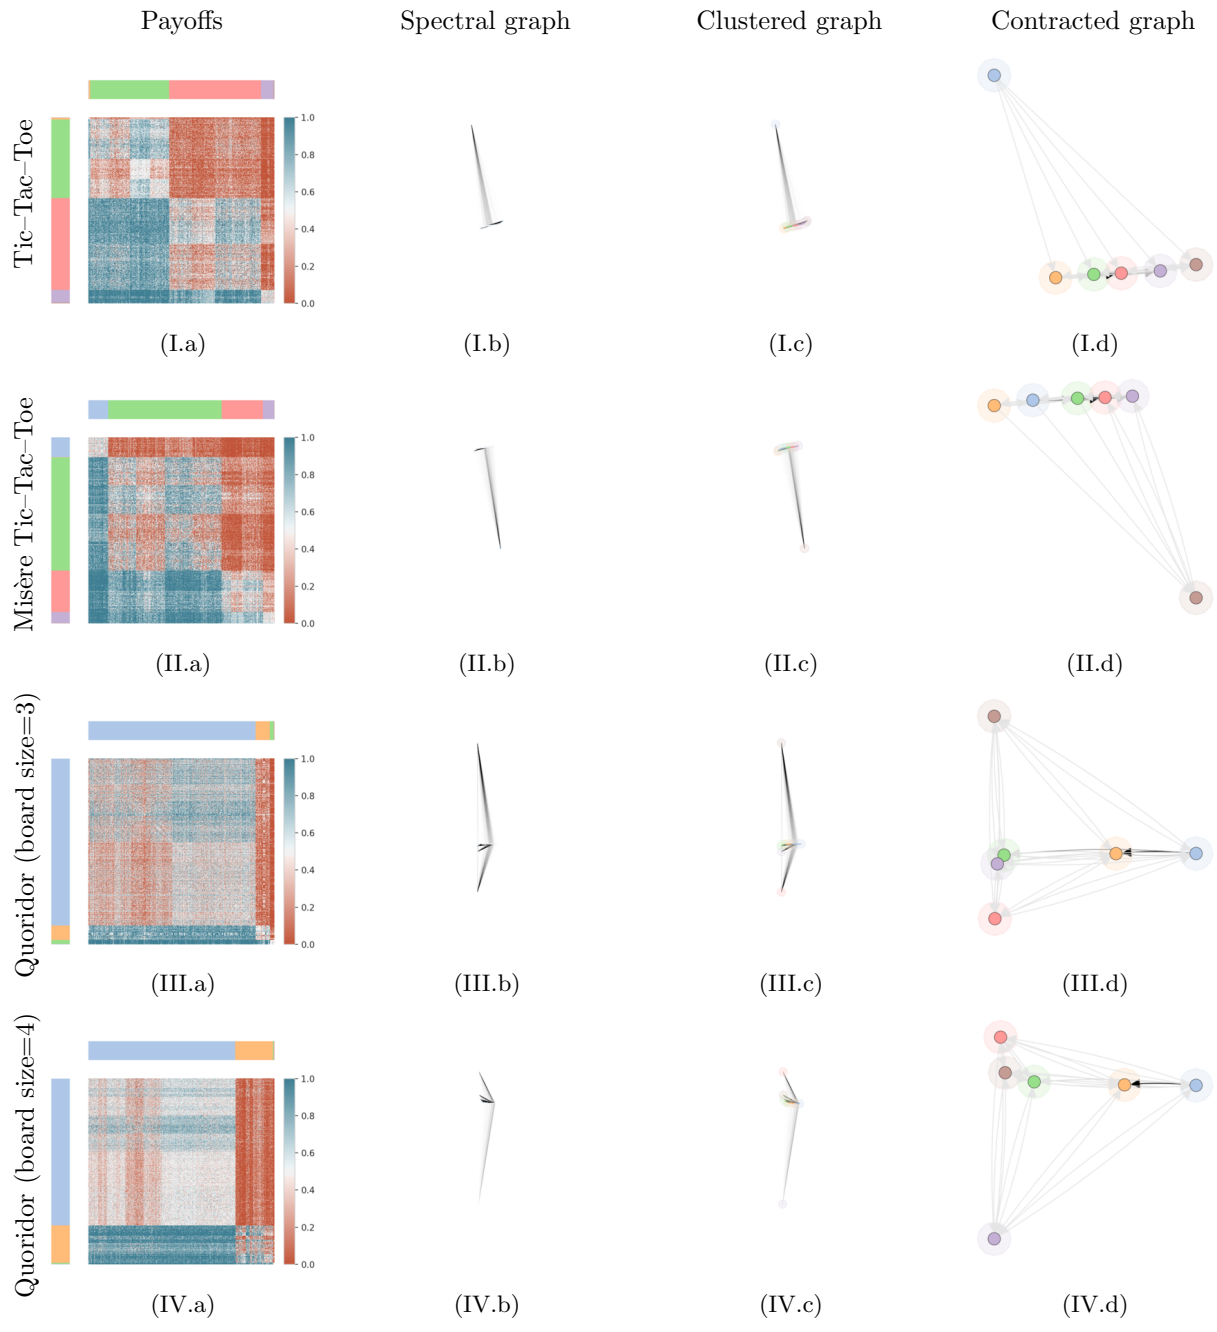 Payoffs Spectral graph Clustered graph Contracted graph
Tic–Tac–Toe
1.0
0.8
0.6
0.4
0.2
0.0
(I.a) (I.b) (I.c) (I.d)
Misère Tic–Tac–Toe
1.0
0.8
0.6
0.4
0.2
0.0
(II.a) (II.b) (II.c) (II.d)
Quoridor (board size=3)
1.0
0.8
0.6
0.4
0.2
0.0
(III.a) (III.b) (III.c) (III.d)
Quoridor (board size=4)
1.0
0.8
0.6
0.4
0.2
0.0
(IV.a) (IV.b) (IV.c) (IV.d)